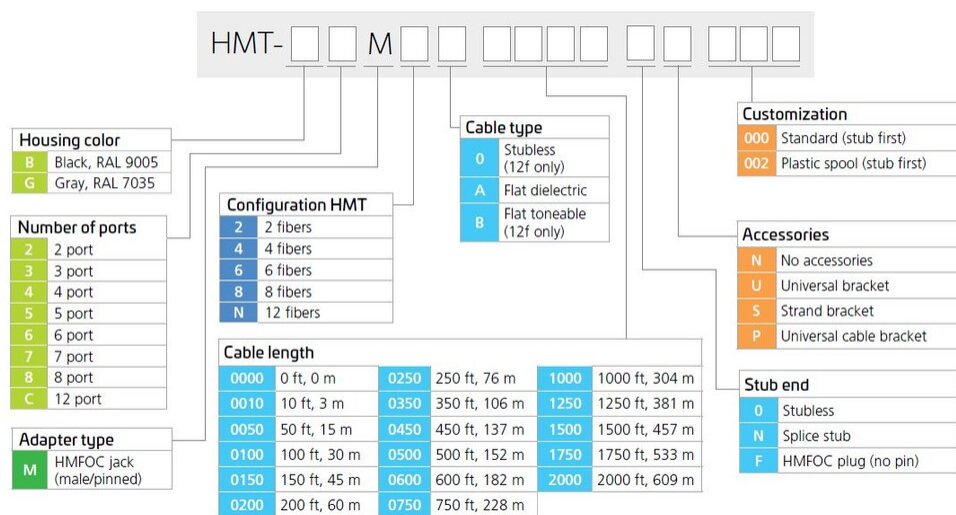 HMT- M
Housing color
B Black, RAL 9005
G Gray, RAL 7035
Number of ports
2 2 port
3 3 port
4 4 port
5 5 port
6 6 port
7 7 port
8 8 port
C 12 port
Adapter type
M HMFOC jack
(male/pinned)
Configuration HMT
2 2 fibers
4 4 fibers
6 6 fibers
8 8 fibers
N 12 fibers
Cable type
0 Stubless
(12f only)
A Flat dielectric
B Flat toneable
(12f only)
Cable length
0000 0 ft, 0 m 0250 250 ft, 76 m 1000 1000 ft, 304 m
0010 10 ft, 3 m 0350 350 ft, 106 m 1250 1250 ft, 381 m
0050 50 ft, 15 m 0450 450 ft, 137 m 1500 1500 ft, 457 m
0100 100 ft, 30 m 0500 500 ft, 152 m 1750 1750 ft, 533 m
0150 150 ft, 45 m 0600 600 ft, 182 m 2000 2000 ft, 609 m
0200 200 ft, 60 m 0750 750 ft, 228 m
Customization
000 Standard (stub first)
002 Plastic spool (stub first)
Accessories
N No accessories
U Universal bracket
S Strand bracket
P Universal cable bracket
Stub end
0 Stubless
N Splice stub
F HMFOC plug (no pin)